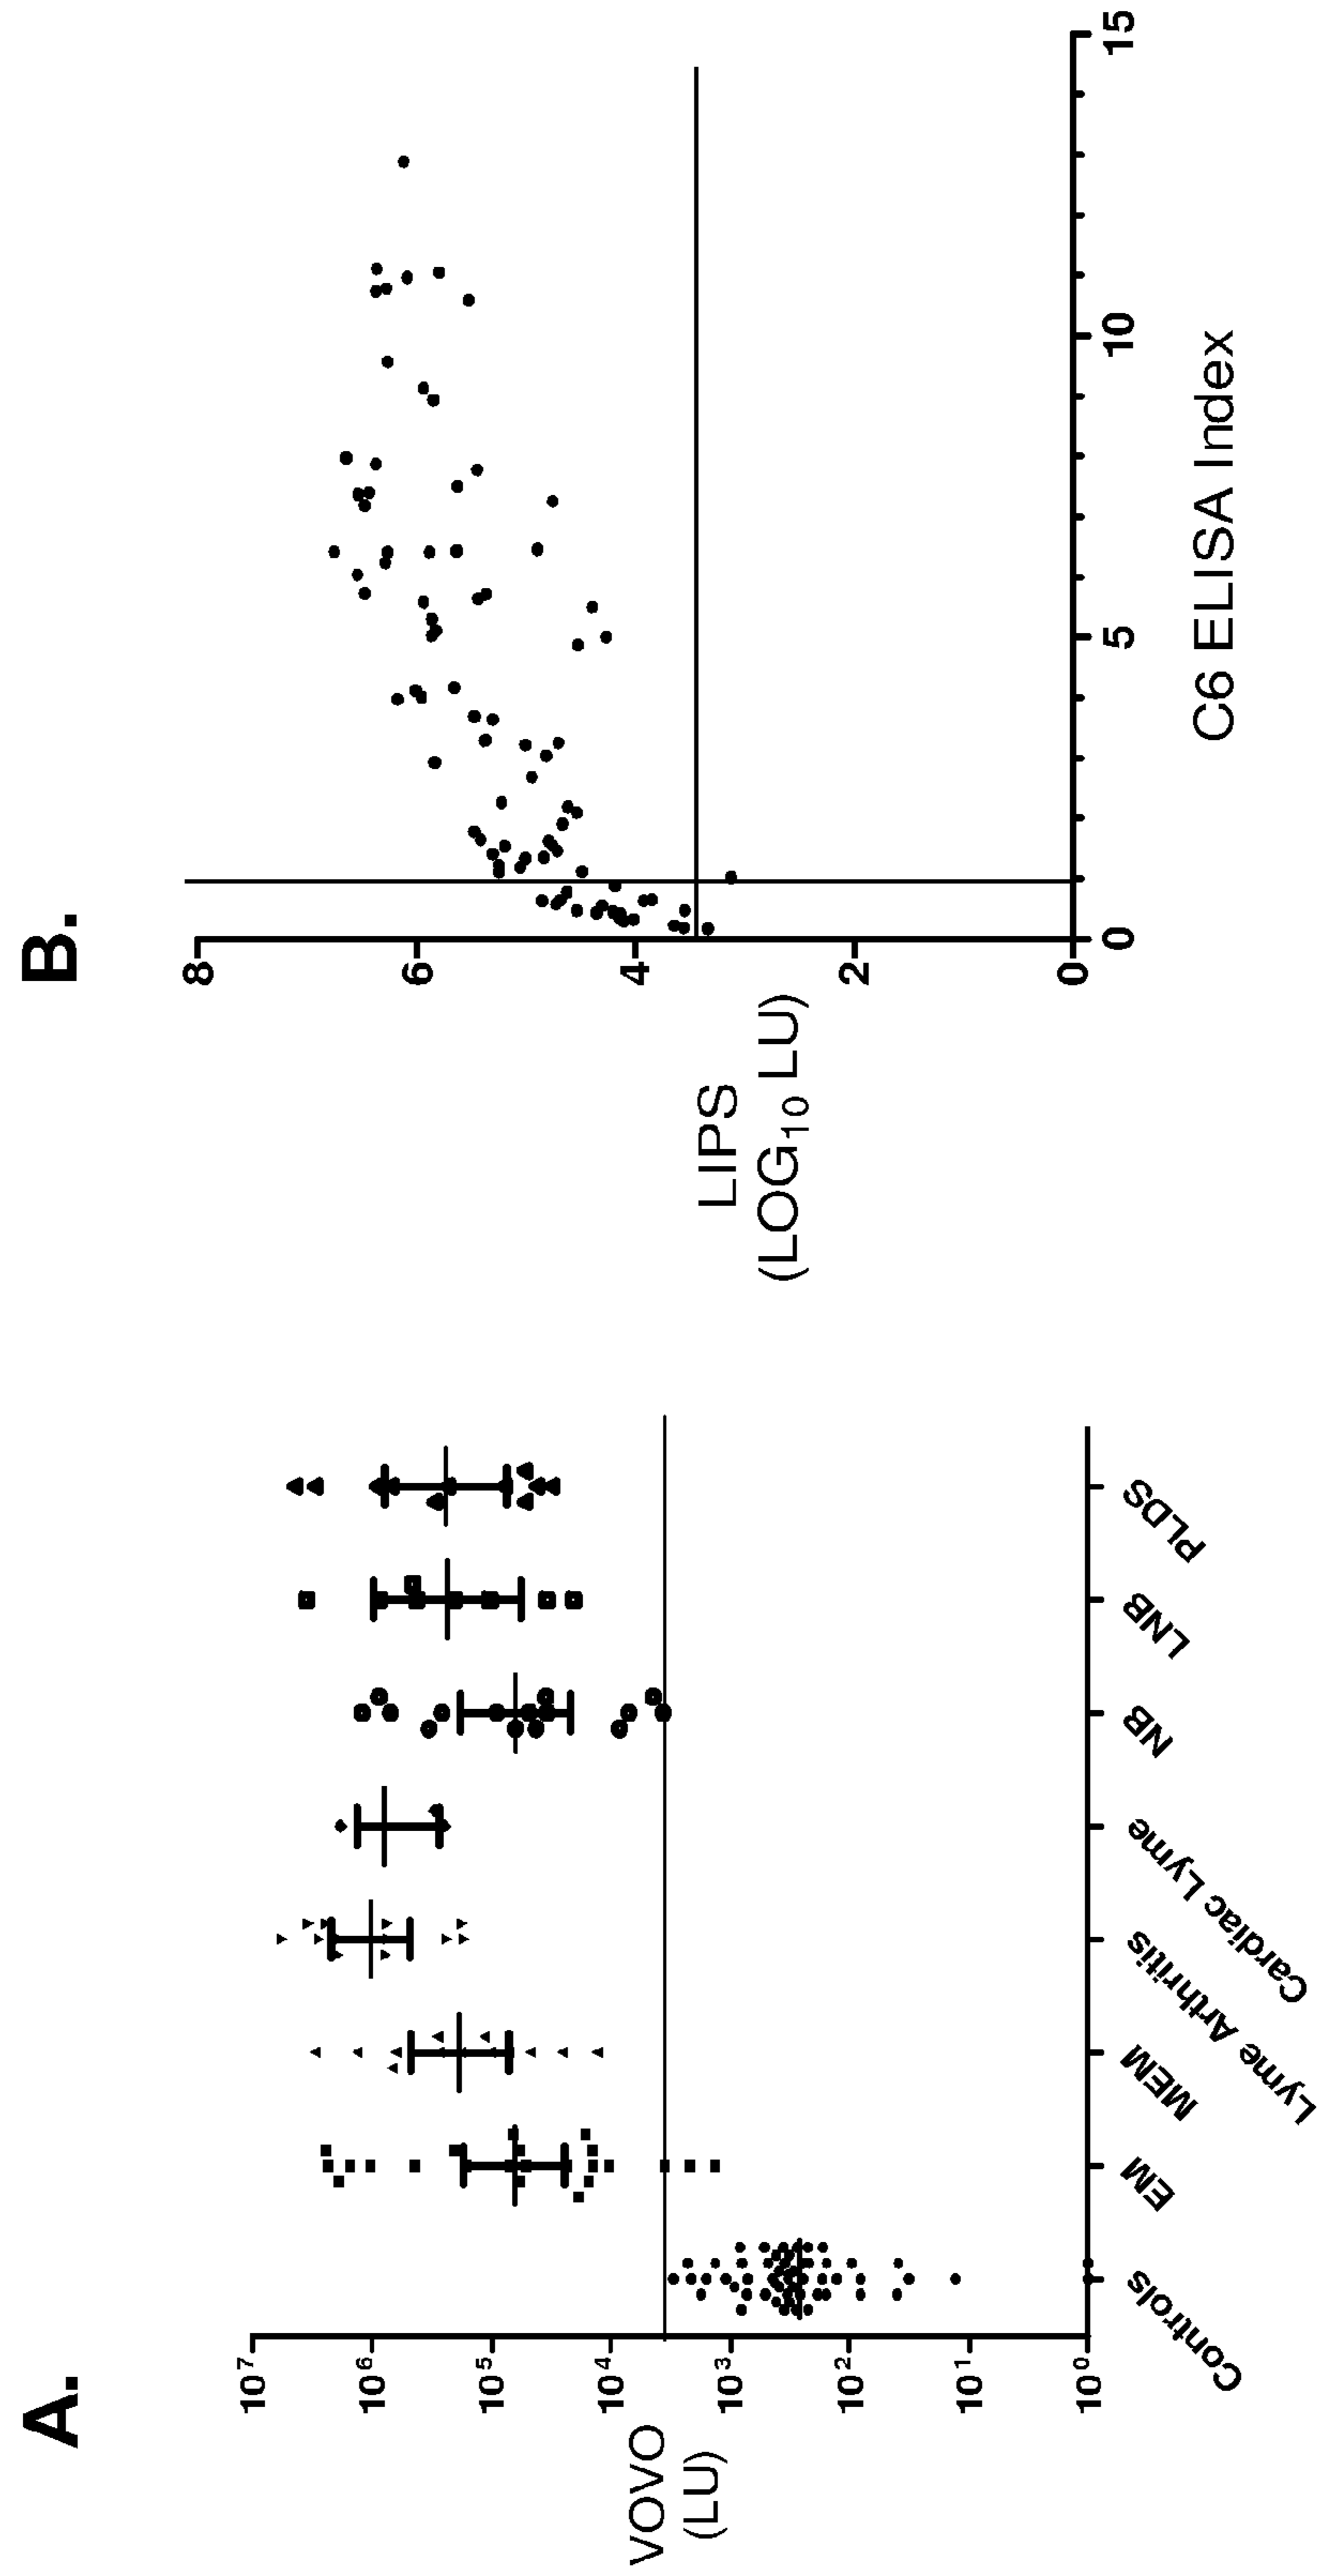 A.
VOVO
(LU)
10⁷
10⁶
10⁵
10⁴
10³
10²
10¹
10⁰
Controls
EM
MEM
Lyme Arthritis
Cardiac Lyme
NB
LNB
PLDS
B.
LIPS
(LOG₁₀ LU)
8
6
4
2
0
0
5
10
15
C6 ELISA Index